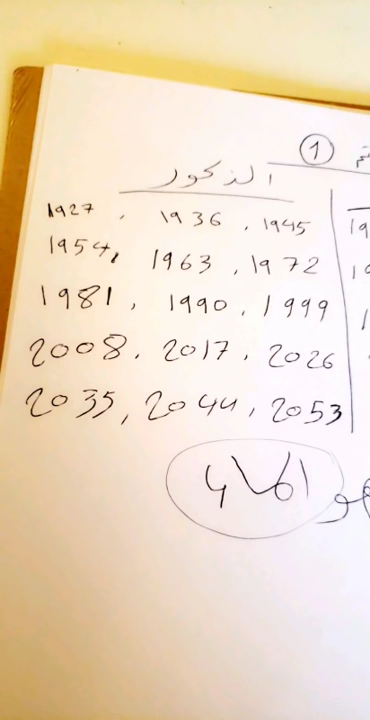 ①
الذكور
1927 , 1936 , 1945
1954, 1963 , 1972
1981 , 1990 , 1999
2008 , 2017 , 2026
2035 , 2044 , 2053